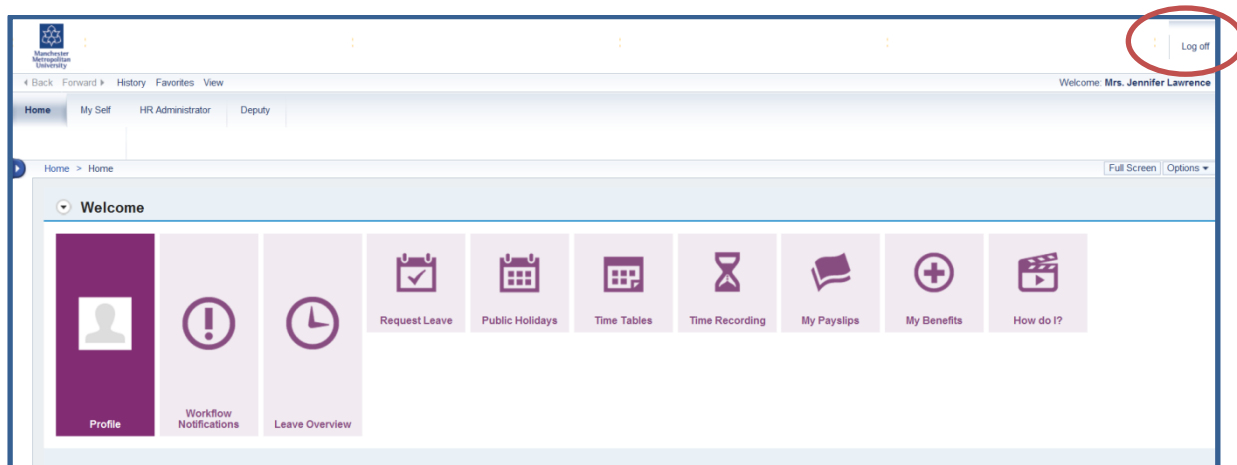 Manchester
Metropolitan
University
Log off
Back Forward History Favorites View
Welcome: Mrs. Jennifer Lawrence
Home My Self HR Administrator Deputy
Home > Home
Full Screen Options
Welcome
Profile
Workflow
Notifications
Leave Overview
Request Leave
Public Holidays
Time Tables
Time Recording
My Payslips
My Benefits
How do I?